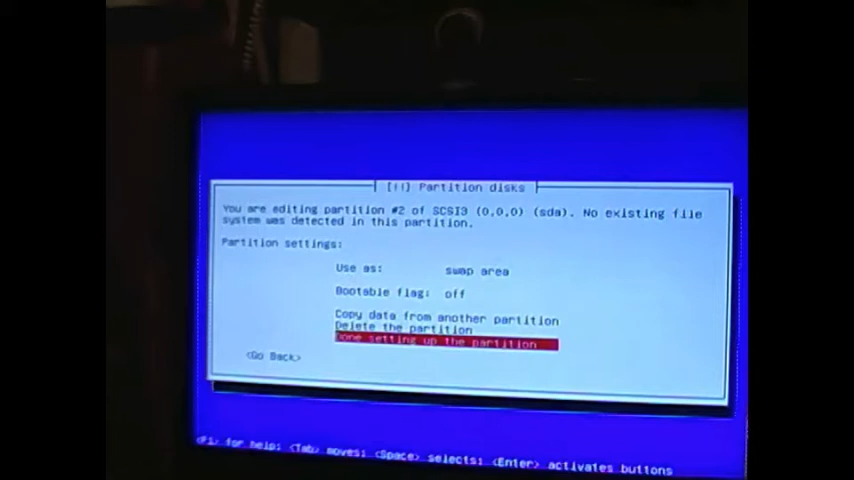 [!!] Partition disks
You are editing partition #2 of SCSI3 (0,0,0) (sda). No existing file
system was detected in this partition.
Partition settings:
Use as: swap area
Bootable flag: off
Copy data from another partition
Delete the partition
Done setting up the partition
<Go Back>
<F1> for help; <Tab> moves; <Space> selects; <Enter> activates buttons